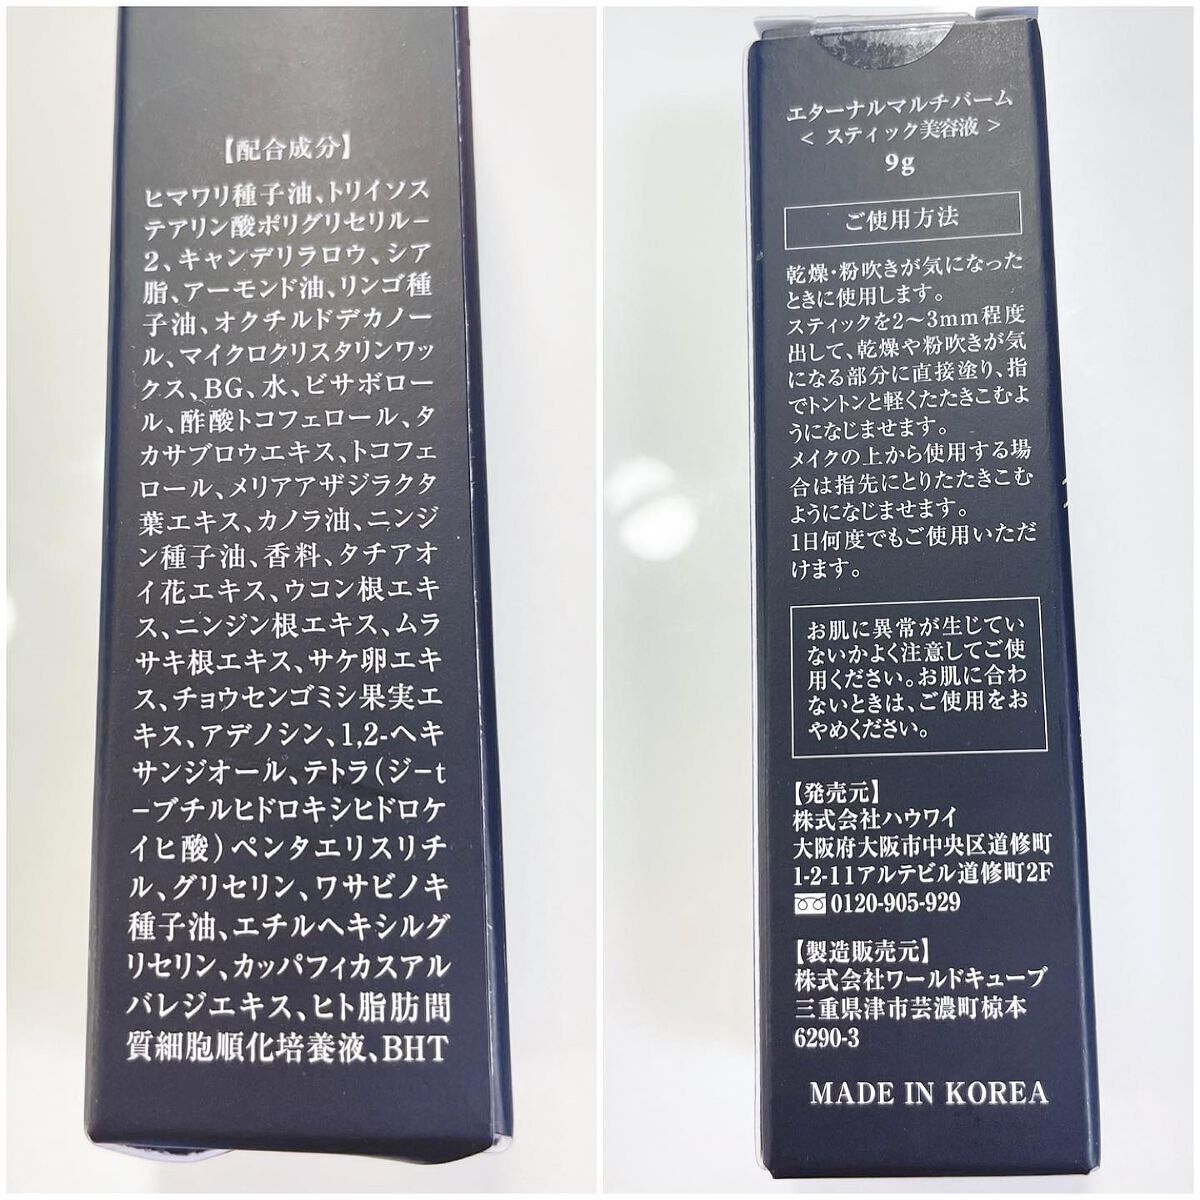 【配合成分】
ヒマワリ種子油、トリイソス
テアリン酸ポリグリセリル-
2、キャンデリラロウ、シア
脂、アーモンド油、リンゴ種
子油、オクチルドデカノー
ル、マイクロクリスタリンワッ
クス、BG、水、ビサボロー
ル、酢酸トコフェロール、タ
カサブロウエキス、トコフェ
ロール、メリアアザジラクタ
葉エキス、カノラ油、ニンジ
ン種子油、香料、タチアオ
イ花エキス、ウコン根エキ
ス、ニンジン根エキス、ムラ
サキ根エキス、サケ卵エキ
ス、チョウセンゴミシ果実エ
キス、アデノシン、1,2-ヘキ
サンジオール、テトラ(ジ-t
-ブチルヒドロキシヒドロケ
イヒ酸)ペンタエリスリチ
ル、グリセリン、ワサビノキ
種子油、エチルヘキシルグ
リセリン、カッパフィカスアル
バレジエキス、ヒト脂肪間
質細胞順化培養液、BHT
エターナルマルチバーム
< スティック美容液 >
9g
ご使用方法
乾燥・粉吹きが気になった
ときに使用します。
スティックを2〜3mm程度
出して、乾燥や粉吹きが気
になる部分に直接塗り、指
でトントンと軽くたたきこむよ
うになじませます。
メイクの上から使用する場
合は指先にとりたたきこむ
ようになじませます。
1日何度でもご使用いただ
けます。
お肌に異常が生じてい
ないかよく注意してご使
用ください。お肌に合わ
ないときは、ご使用をお
やめください。
【発売元】
株式会社ハウワイ
大阪府大阪市中央区道修町
1-2-11アルテビル道修町2F
0120-905-929
【製造販売元】
株式会社ワールドキューブ
三重県津市芸濃町椋本
6290-3
MADE IN KOREA